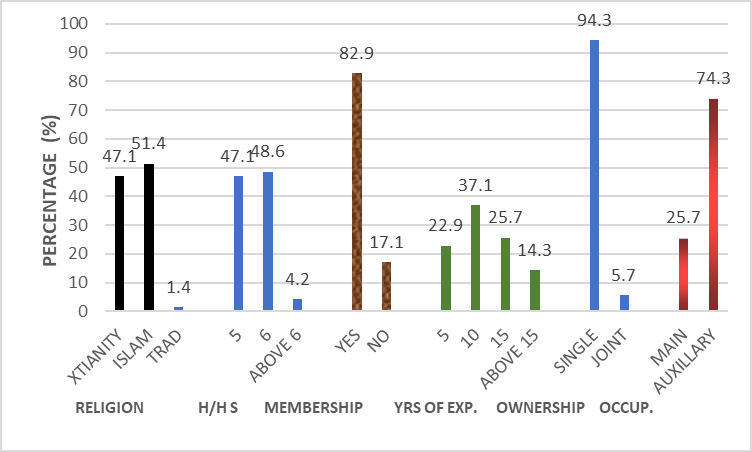 PERCENTAGE (%)
100
90
80
70
60
50
40
30
20
10
0
47.1
51.4
1.4
47.1
48.6
4.2
82.9
17.1
22.9
37.1
25.7
14.3
94.3
5.7
25.7
74.3
XTIANITY
ISLAM
TRAD
5
6
ABOVE 6
YES
NO
5
10
15
ABOVE 15
SINGLE
JOINT
MAIN
AUXILLARY
RELIGION H/H S MEMBERSHIP YRS OF EXP. OWNERSHIP OCCUP.